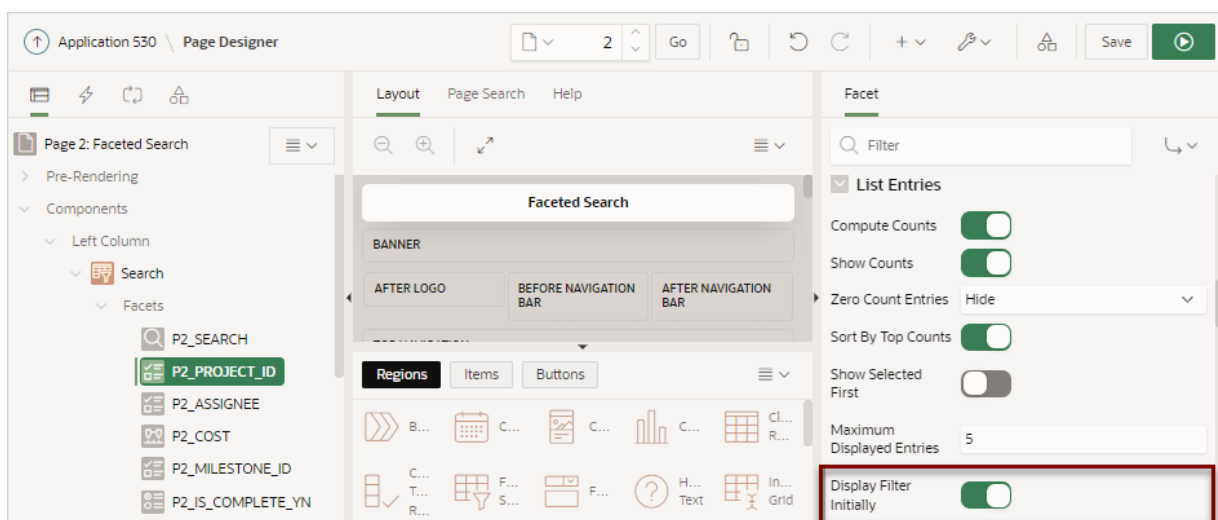 Application 530 \ Page Designer
2
Go
Save
Page 2: Faceted Search
Pre-Rendering
Components
Left Column
Search
Facets
P2_SEARCH
P2_PROJECT_ID
P2_ASSIGNEE
P2_COST
P2_MILESTONE_ID
P2_IS_COMPLETE_YN
Layout Page Search Help
Faceted Search
BANNER
AFTER LOGO
BEFORE NAVIGATION
BAR
AFTER NAVIGATION
BAR
Regions Items Buttons
B...
C...
C...
C...
Cl...
R...
C...
T...
R...
F...
S...
F...
H...
Text
In...
Grid
Facet
Filter
List Entries
Compute Counts
Show Counts
Zero Count Entries Hide
Sort By Top Counts
Show Selected
First
Maximum
Displayed Entries
5
Display Filter
Initially